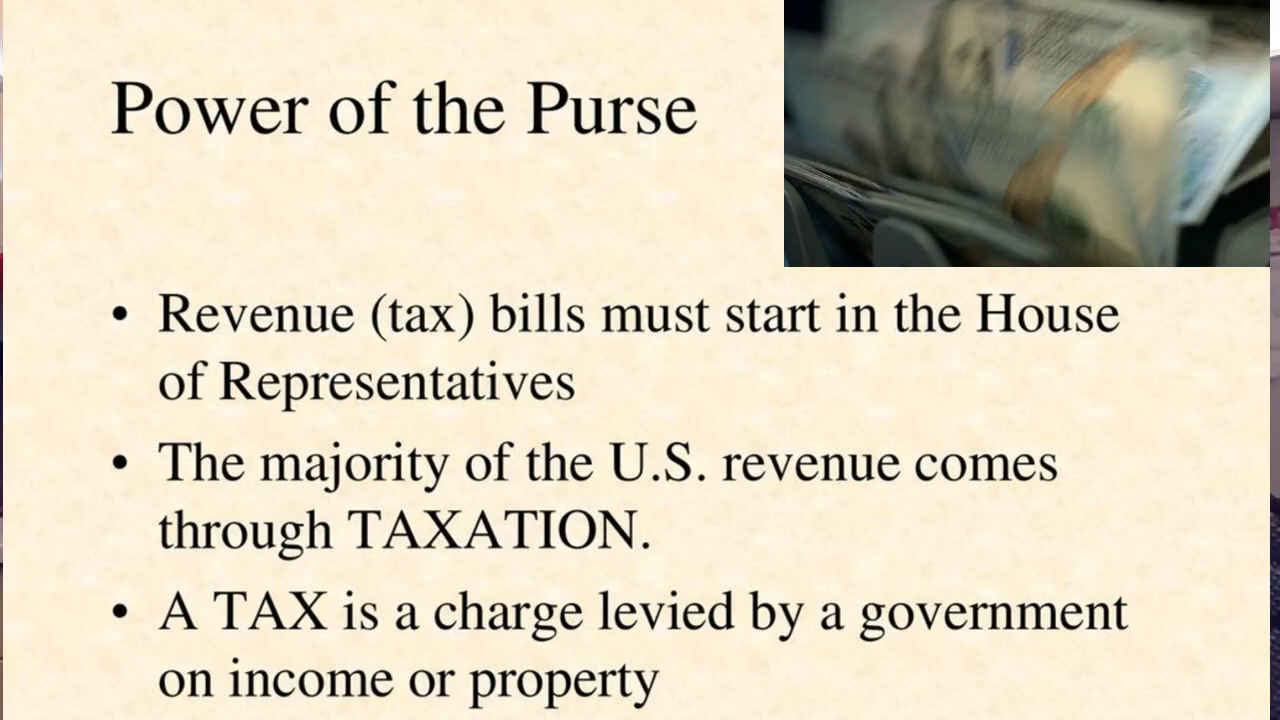 Power of the Purse
• Revenue (tax) bills must start in the House
of Representatives
• The majority of the U.S. revenue comes
through TAXATION.
• A TAX is a charge levied by a government
on income or property